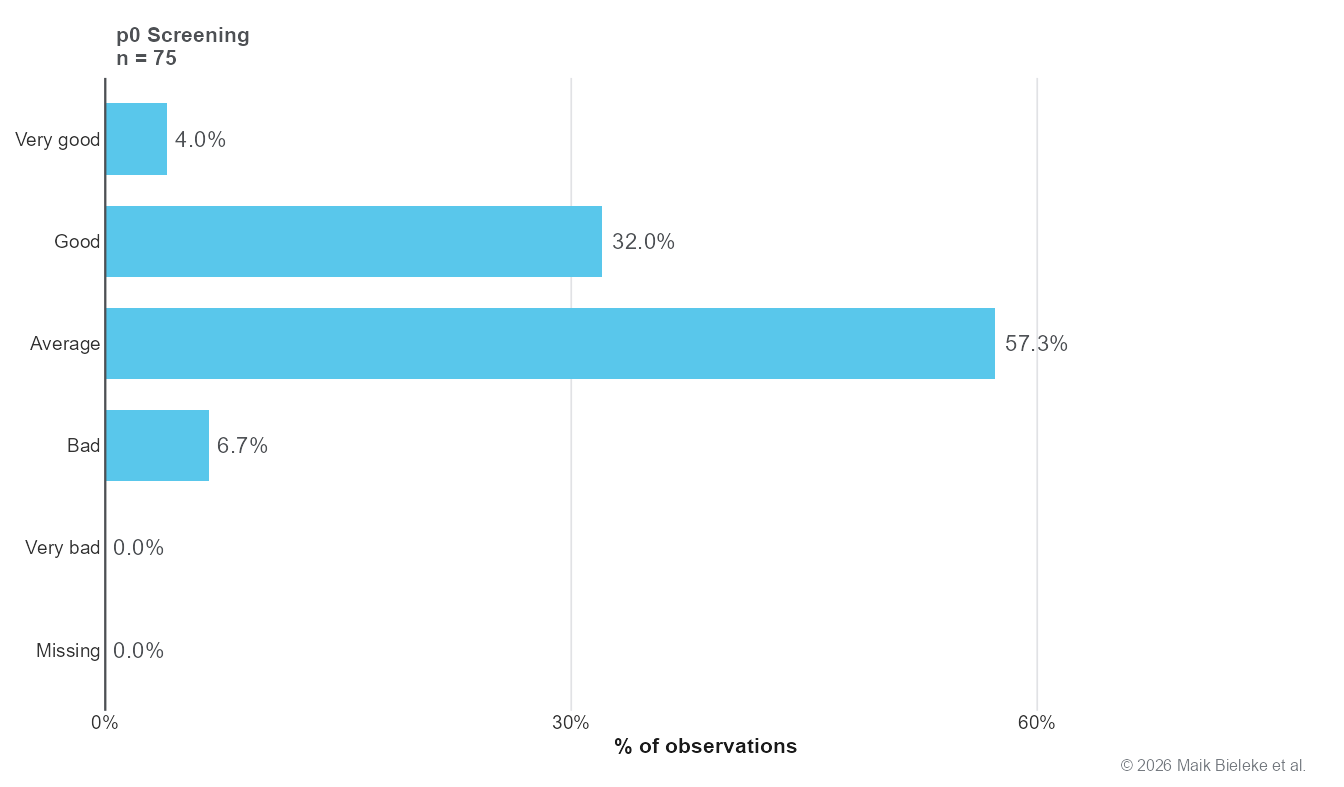 p0 Screening
n = 75
Very good 4.0%
Good 32.0%
Average 57.3%
Bad 6.7%
Very bad 0.0%
Missing 0.0%
0% 30% 60%
% of observations
© 2026 Maik Bieleke et al.